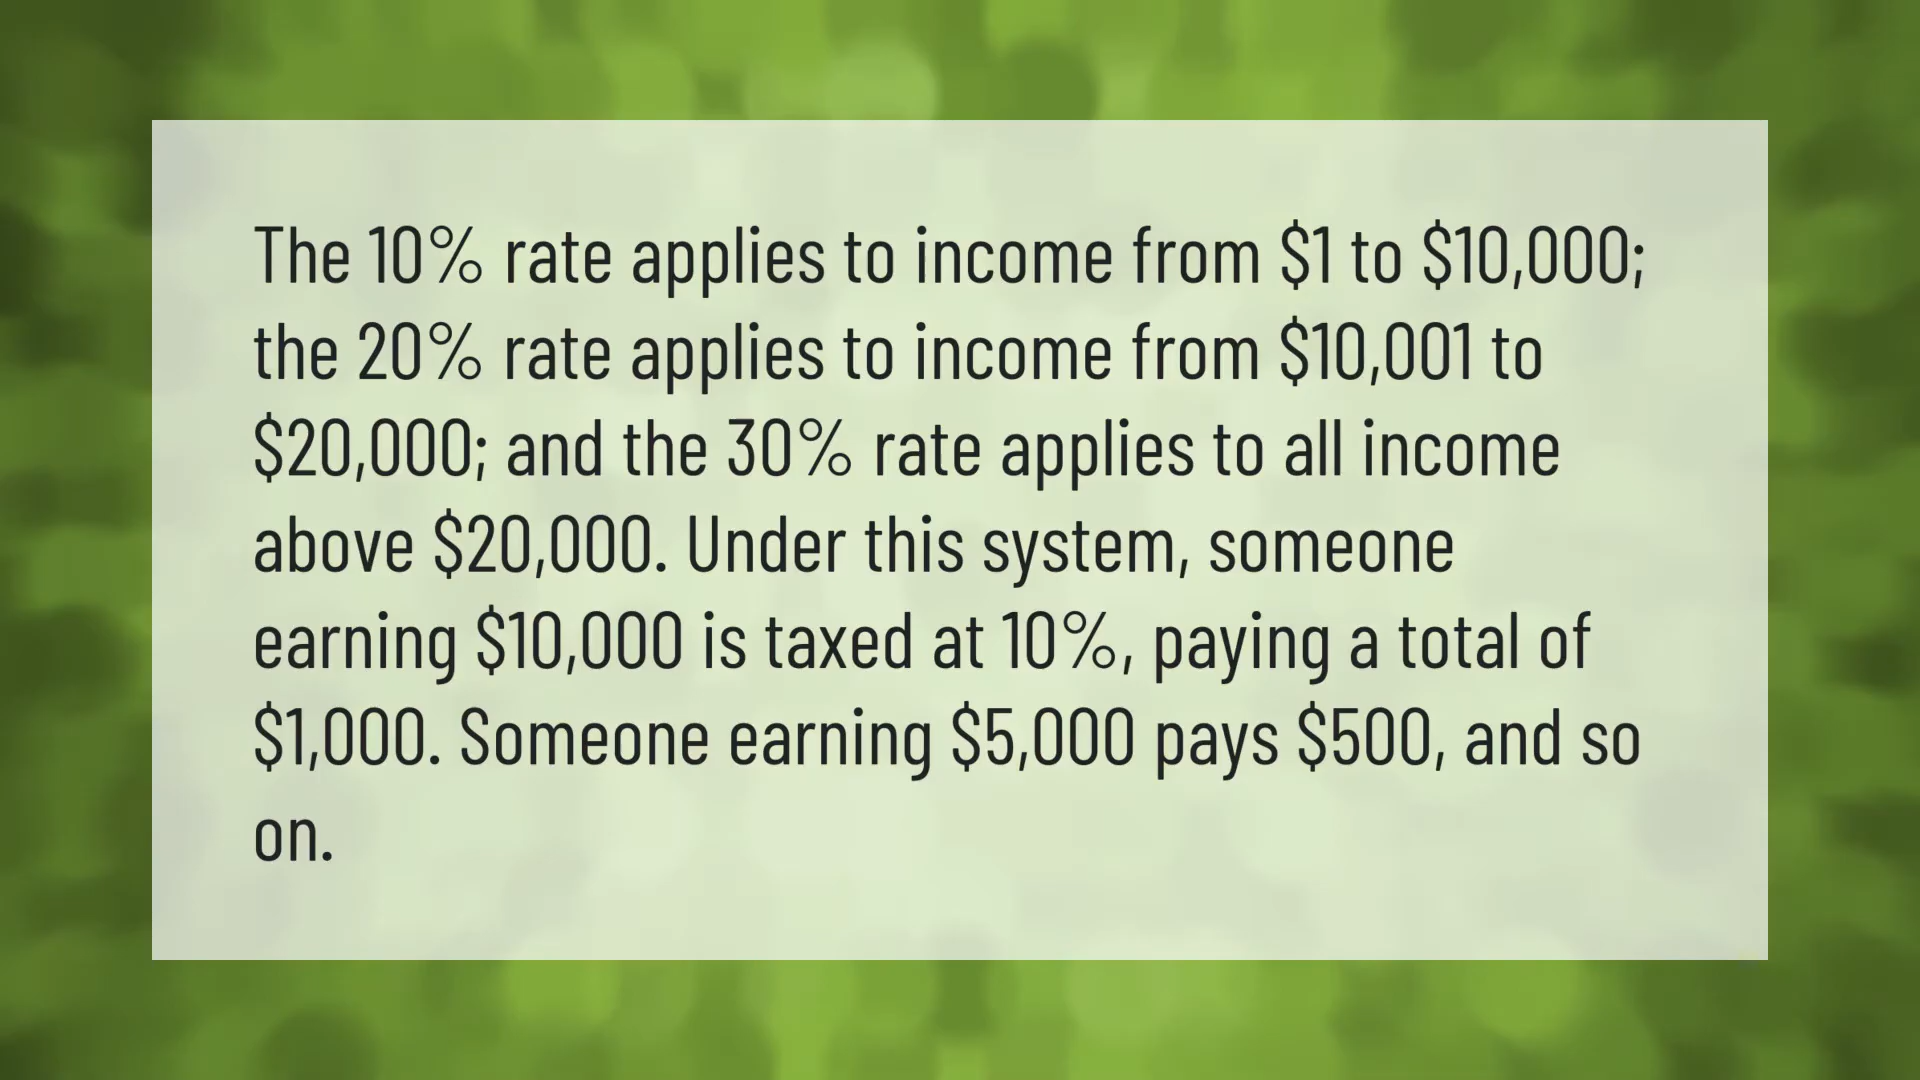 The 10% rate applies to income from $1 to $10,000;
the 20% rate applies to income from $10,001 to
$20,000; and the 30% rate applies to all income
above $20,000. Under this system, someone
earning $10,000 is taxed at 10%, paying a total of
$1,000. Someone earning $5,000 pays $500, and so
on.